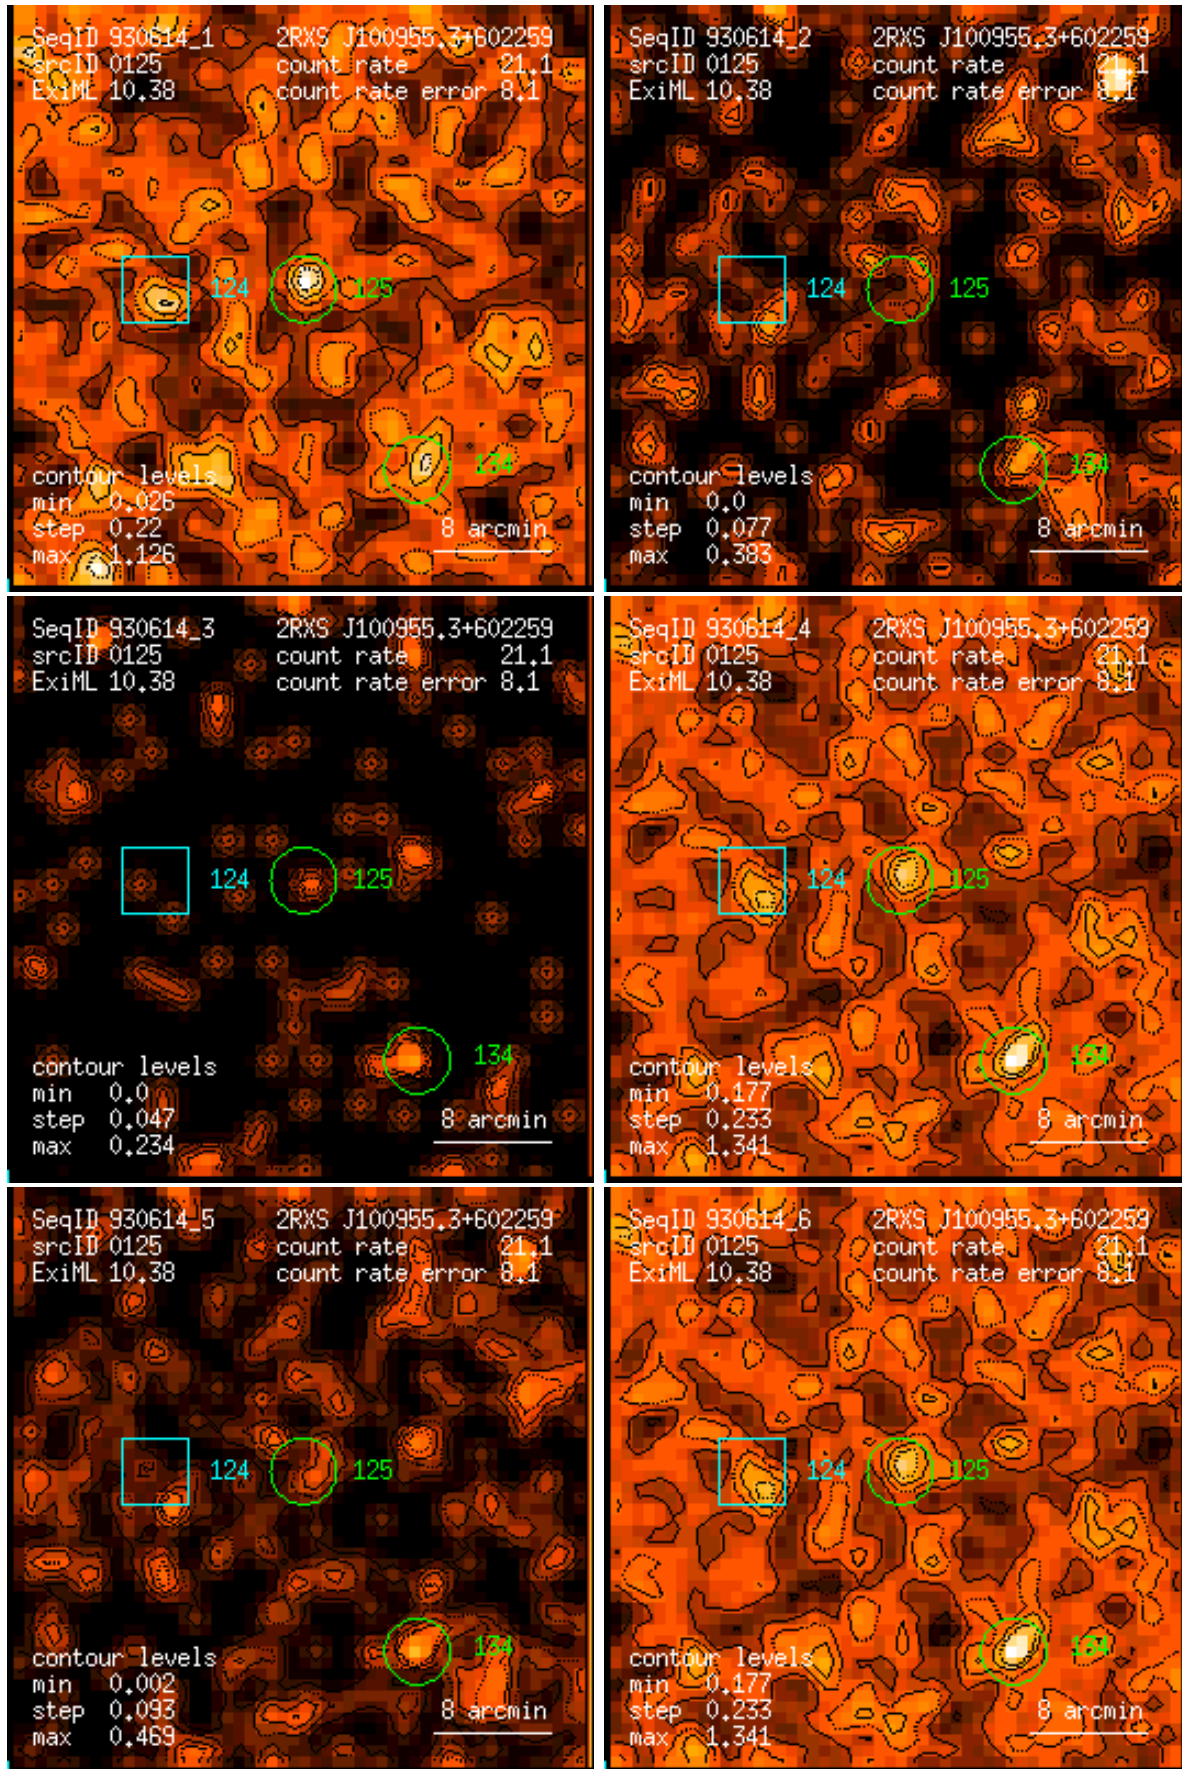 SeqID 930614_1 2RXS J100955.3+602259
srcID 0125 count rate 21.1
ExiML 10.38 count rate error 8.1
124 125
134
contour levels
min 0.026
step 0.22 8 arcmin
max 1.126
SeqID 930614_2 2RXS J100955.3+602259
srcID 0125 count rate 21.1
ExiML 10.38 count rate error 8.1
124 125
134
contour levels
min 0.0
step 0.077 8 arcmin
max 0.383
SeqID 930614_3 2RXS J100955.3+602259
srcID 0125 count rate 21.1
ExiML 10.38 count rate error 8.1
124 125
134
contour levels
min 0.0
step 0.047 8 arcmin
max 0.234
SeqID 930614_4 2RXS J100955.3+602259
srcID 0125 count rate 21.1
ExiML 10.38 count rate error 8.1
124 125
134
contour levels
min 0.177
step 0.233 8 arcmin
max 1.341
SeqID 930614_5 2RXS J100955.3+602259
srcID 0125 count rate 21.1
ExiML 10.38 count rate error 8.1
124 125
134
contour levels
min 0.002
step 0.093 8 arcmin
max 0.469
SeqID 930614_6 2RXS J100955.3+602259
srcID 0125 count rate 21.1
ExiML 10.38 count rate error 8.1
124 125
134
contour levels
min 0.177
step 0.233 8 arcmin
max 1.341